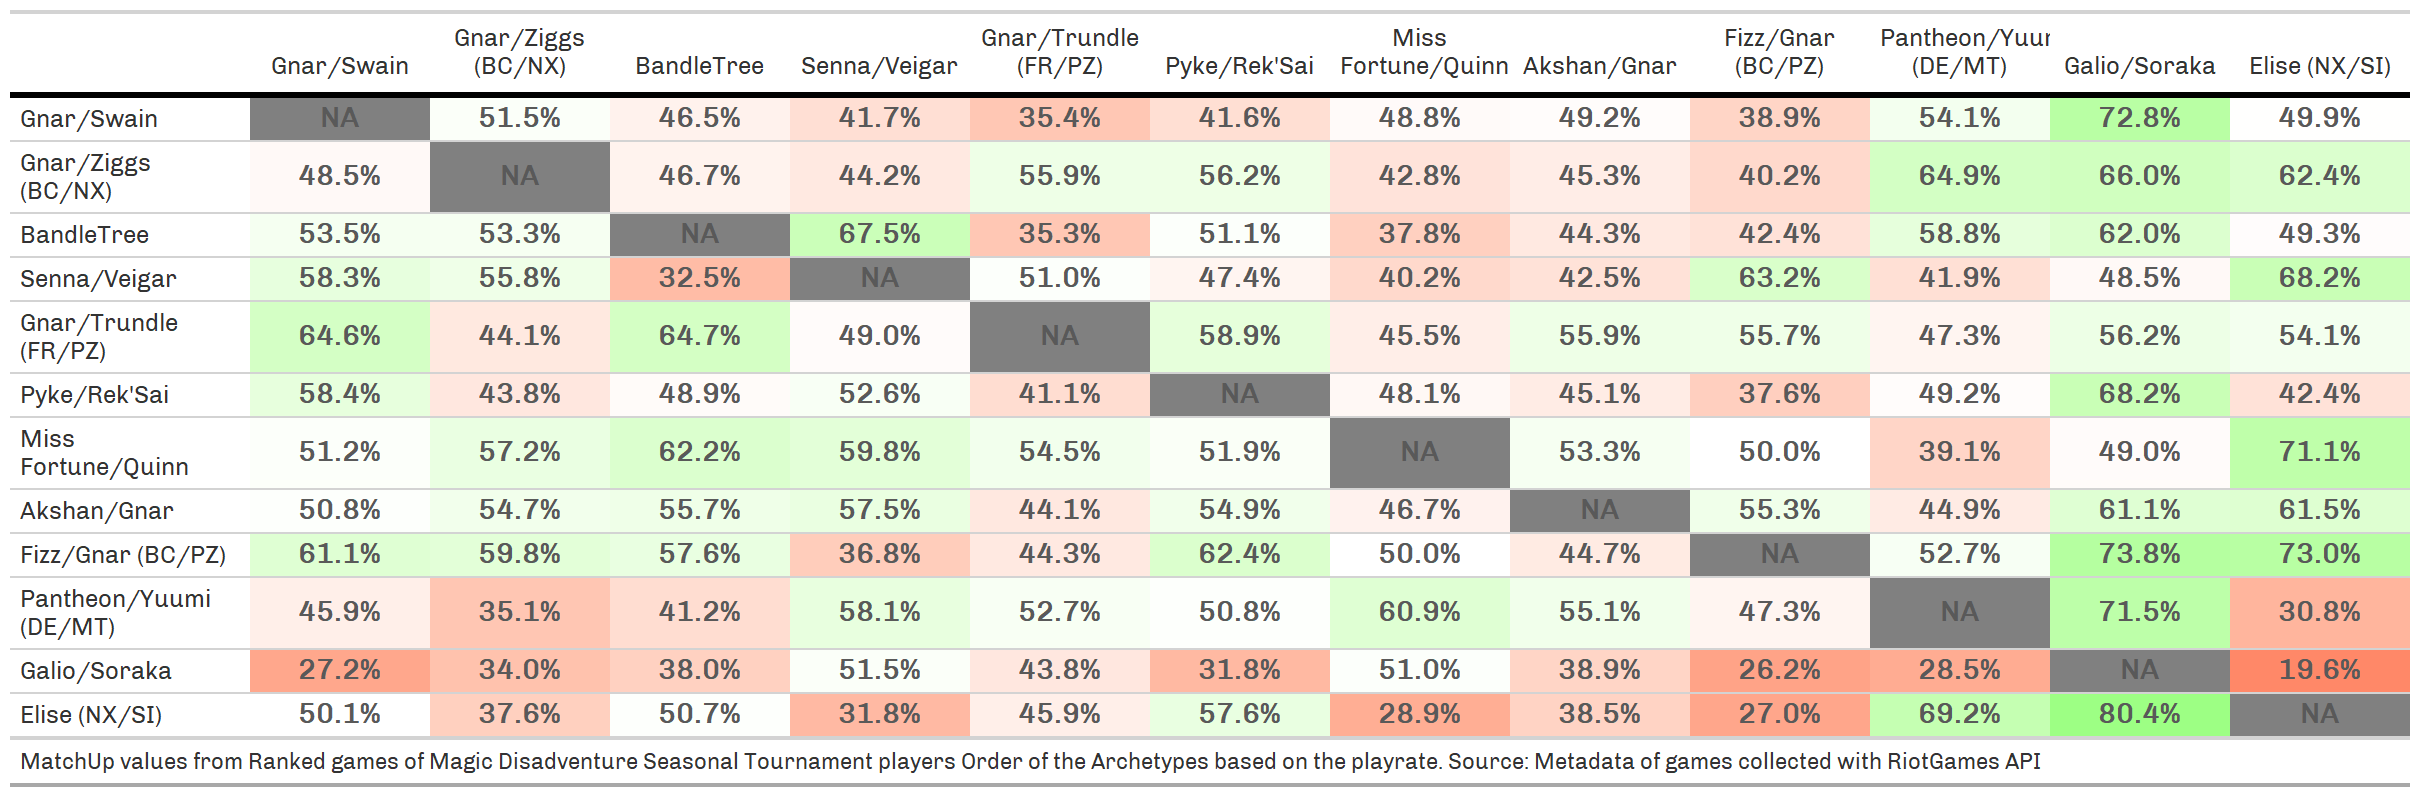 Gnar/Swain Gnar/Ziggs (BC/NX) BandleTree Senna/Veigar Gnar/Trundle (FR/PZ) Pyke/Rek'Sai Miss Fortune/Quinn Akshan/Gnar Fizz/Gnar (BC/PZ) Pantheon/Yuur (DE/MT) Galio/Soraka Elise (NX/SI)
Gnar/Swain NA 51.5% 46.5% 41.7% 35.4% 41.6% 48.8% 49.2% 38.9% 54.1% 72.8% 49.9%
Gnar/Ziggs (BC/NX) 48.5% NA 46.7% 44.2% 55.9% 56.2% 42.8% 45.3% 40.2% 64.9% 66.0% 62.4%
BandleTree 53.5% 53.3% NA 67.5% 35.3% 51.1% 37.8% 44.3% 42.4% 58.8% 62.0% 49.3%
Senna/Veigar 58.3% 55.8% 32.5% NA 51.0% 47.4% 40.2% 42.5% 63.2% 41.9% 48.5% 68.2%
Gnar/Trundle (FR/PZ) 64.6% 44.1% 64.7% 49.0% NA 58.9% 45.5% 55.9% 55.7% 47.3% 56.2% 54.1%
Pyke/Rek'Sai 58.4% 43.8% 48.9% 52.6% 41.1% NA 48.1% 45.1% 37.6% 49.2% 68.2% 42.4%
Miss Fortune/Quinn 51.2% 57.2% 62.2% 59.8% 54.5% 51.9% NA 53.3% 50.0% 39.1% 49.0% 71.1%
Akshan/Gnar 50.8% 54.7% 55.7% 57.5% 44.1% 54.9% 46.7% NA 55.3% 44.9% 61.1% 61.5%
Fizz/Gnar (BC/PZ) 61.1% 59.8% 57.6% 36.8% 44.3% 62.4% 50.0% 44.7% NA 52.7% 73.8% 73.0%
Pantheon/Yuumi (DE/MT) 45.9% 35.1% 41.2% 58.1% 52.7% 50.8% 60.9% 55.1% 47.3% NA 71.5% 30.8%
Galio/Soraka 27.2% 34.0% 38.0% 51.5% 43.8% 31.8% 51.0% 38.9% 26.2% 28.5% NA 19.6%
Elise (NX/SI) 50.1% 37.6% 50.7% 31.8% 45.9% 57.6% 28.9% 38.5% 27.0% 69.2% 80.4% NA
MatchUp values from Ranked games of Magic Disadventure Seasonal Tournament players Order of the Archetypes based on the playrate. Source: Metadata of games collected with RiotGames API